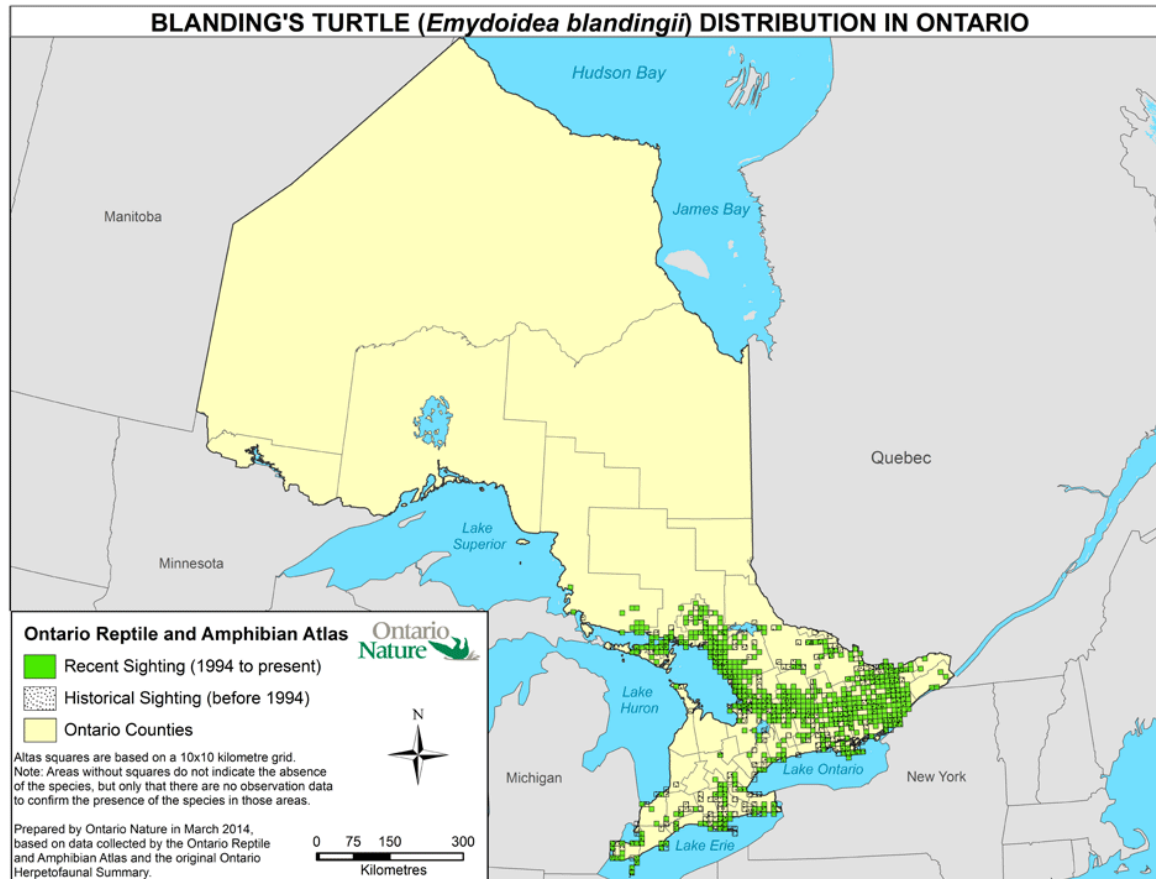 BLANDING'S TURTLE (Emydoidea blandingii) DISTRIBUTION IN ONTARIO
Hudson Bay
Manitoba
James Bay
Quebec
Lake
Superior
Minnesota
Ontario Reptile and Amphibian Atlas
Ontario
Nature
Recent Sighting (1994 to present)
Historical Sighting (before 1994)
Ontario Counties
Altas squares are based on a 10x10 kilometre grid.
Note: Areas without squares do not indicate the absence
of the species, but only that there are no observation data
to confirm the presence of the species in those areas.
Prepared by Ontario Nature in March 2014,
based on data collected by the Ontario Reptile
and Amphibian Atlas and the original Ontario
Herpetofaunal Summary.
N
0 75 150 300
Kilometres
Lake
Huron
Michigan
Lake Ontario
New York
Lake Erie